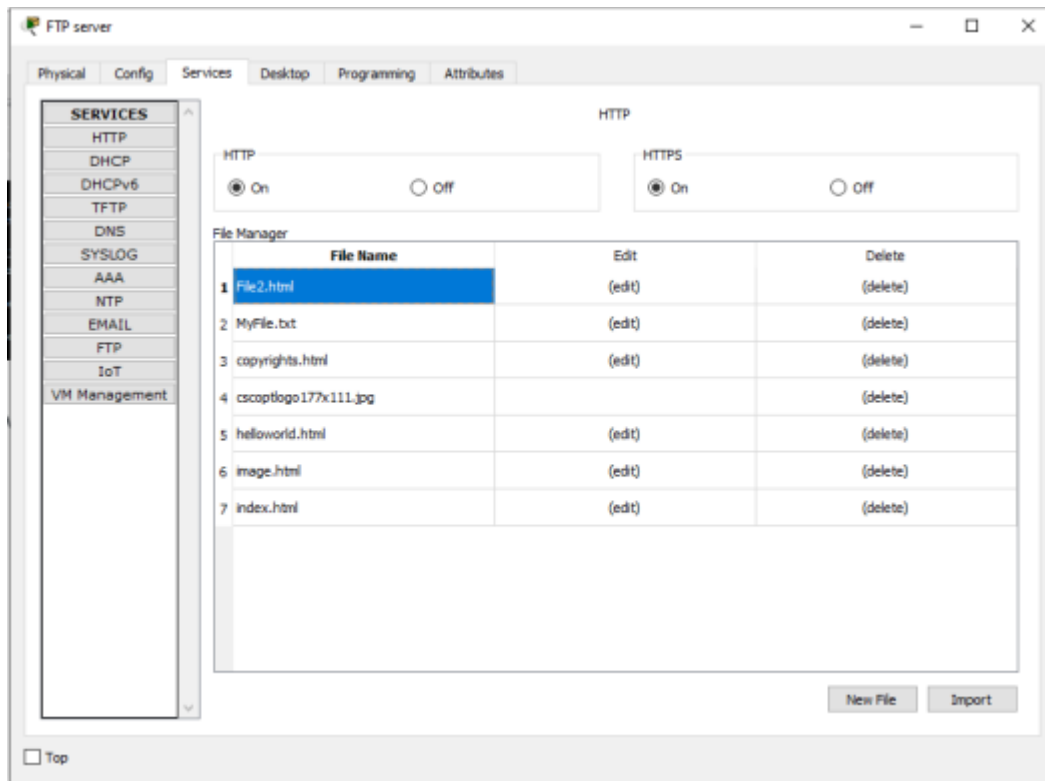 FTP server
Physical Config Services Desktop Programming Attributes
SERVICES
HTTP
DHCP
DHCPv6
TFTP
DNS
SYSLOG
AAA
NTP
EMAIL
FTP
IoT
VM Management
HTTP
HTTP
On Off
HTTPS
On Off
File Manager
File Name Edit Delete
1 File2.html (edit) (delete)
2 MyFile.txt (edit) (delete)
3 copyrights.html (edit) (delete)
4 cscoptlogo177x111.jpg (delete)
5 helloworld.html (edit) (delete)
6 image.html (edit) (delete)
7 index.html (edit) (delete)
New File Import
Top